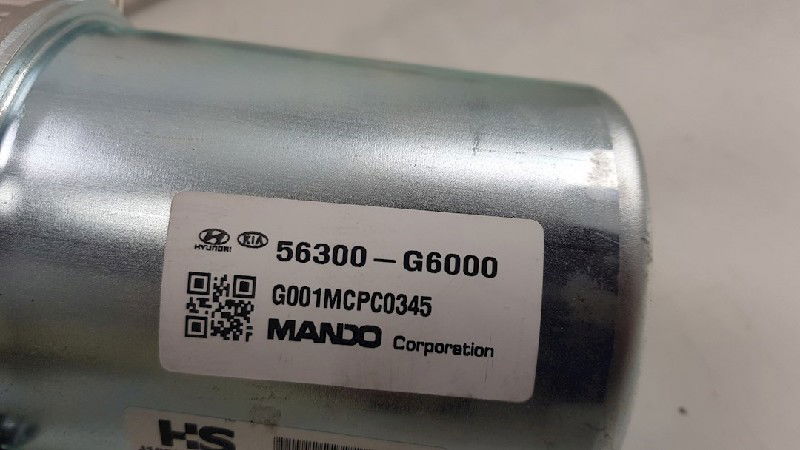 HYUNDAI KIA 56300-G6000
G001MCPC0345
MANDO Corporation
HS